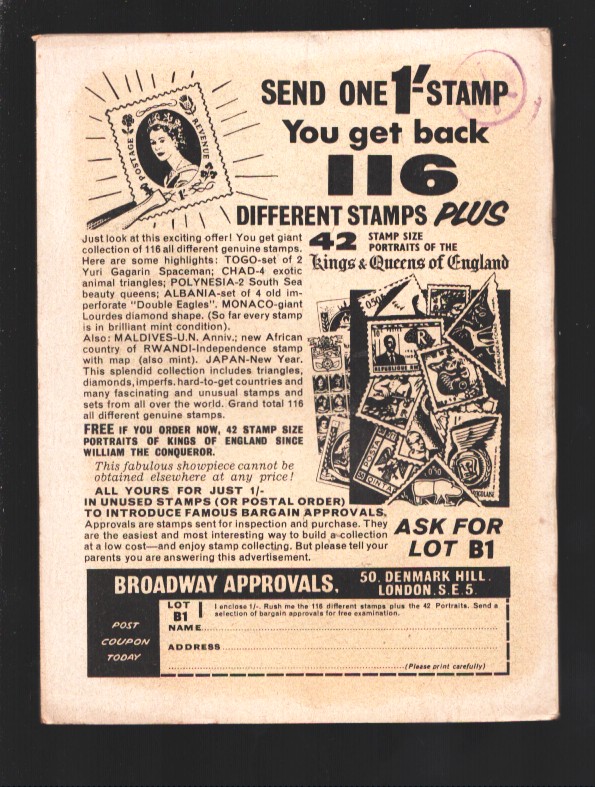 SEND ONE 1/- STAMP
You get back
116
DIFFERENT STAMPS PLUS
POSTAGE
REVENUE
1/-
Just look at this exciting offer! You get giant
collection of 116 all different genuine stamps.
Here are some highlights: TOGO-set of 2
Yuri Gagarin Spaceman; CHAD-4 exotic
animal triangles; POLYNESIA-2 South Sea
beauty queens; ALBANIA-set of 4 old im-
perforate "Double Eagles". MONACO-giant
Lourdes diamond shape. (So far every stamp
is in brilliant mint condition).
Also: MALDIVES-U.N. Anniv.; new African
country of RWANDI-Independence stamp
with map (also mint). JAPAN-New Year.
This splendid collection includes triangles,
diamonds, imperfs. hard-to-get countries and
many fascinating and unusual stamps and
sets from all over the world. Grand total 116
all different genuine stamps.
FREE IF YOU ORDER NOW, 42 STAMP SIZE
PORTRAITS OF KINGS OF ENGLAND SINCE
WILLIAM THE CONQUEROR.
This fabulous showpiece cannot be
obtained elsewhere at any price!
ALL YOURS FOR JUST 1/-
IN UNUSED STAMPS (OR POSTAL ORDER)
TO INTRODUCE FAMOUS BARGAIN APPROVALS,
Approvals are stamps sent for inspection and purchase. They
are the easiest and most interesting way to build a collection
at a low cost—and enjoy stamp collecting. But please tell your
parents you are answering this advertisement.
42 STAMP SIZE
PORTRAITS OF THE
Kings & Queens of England
0,50
ASK FOR
LOT B1
BROADWAY APPROVALS, 50, DENMARK HILL.
LONDON. S.E 5.
POST
COUPON
TODAY
LOT
B1
I enclose 1/-. Rush me the 116 different stamps plus the 42 Portraits. Send a
selection of bargain approvals for free examination.
NAME
ADDRESS
(Please print carefully)